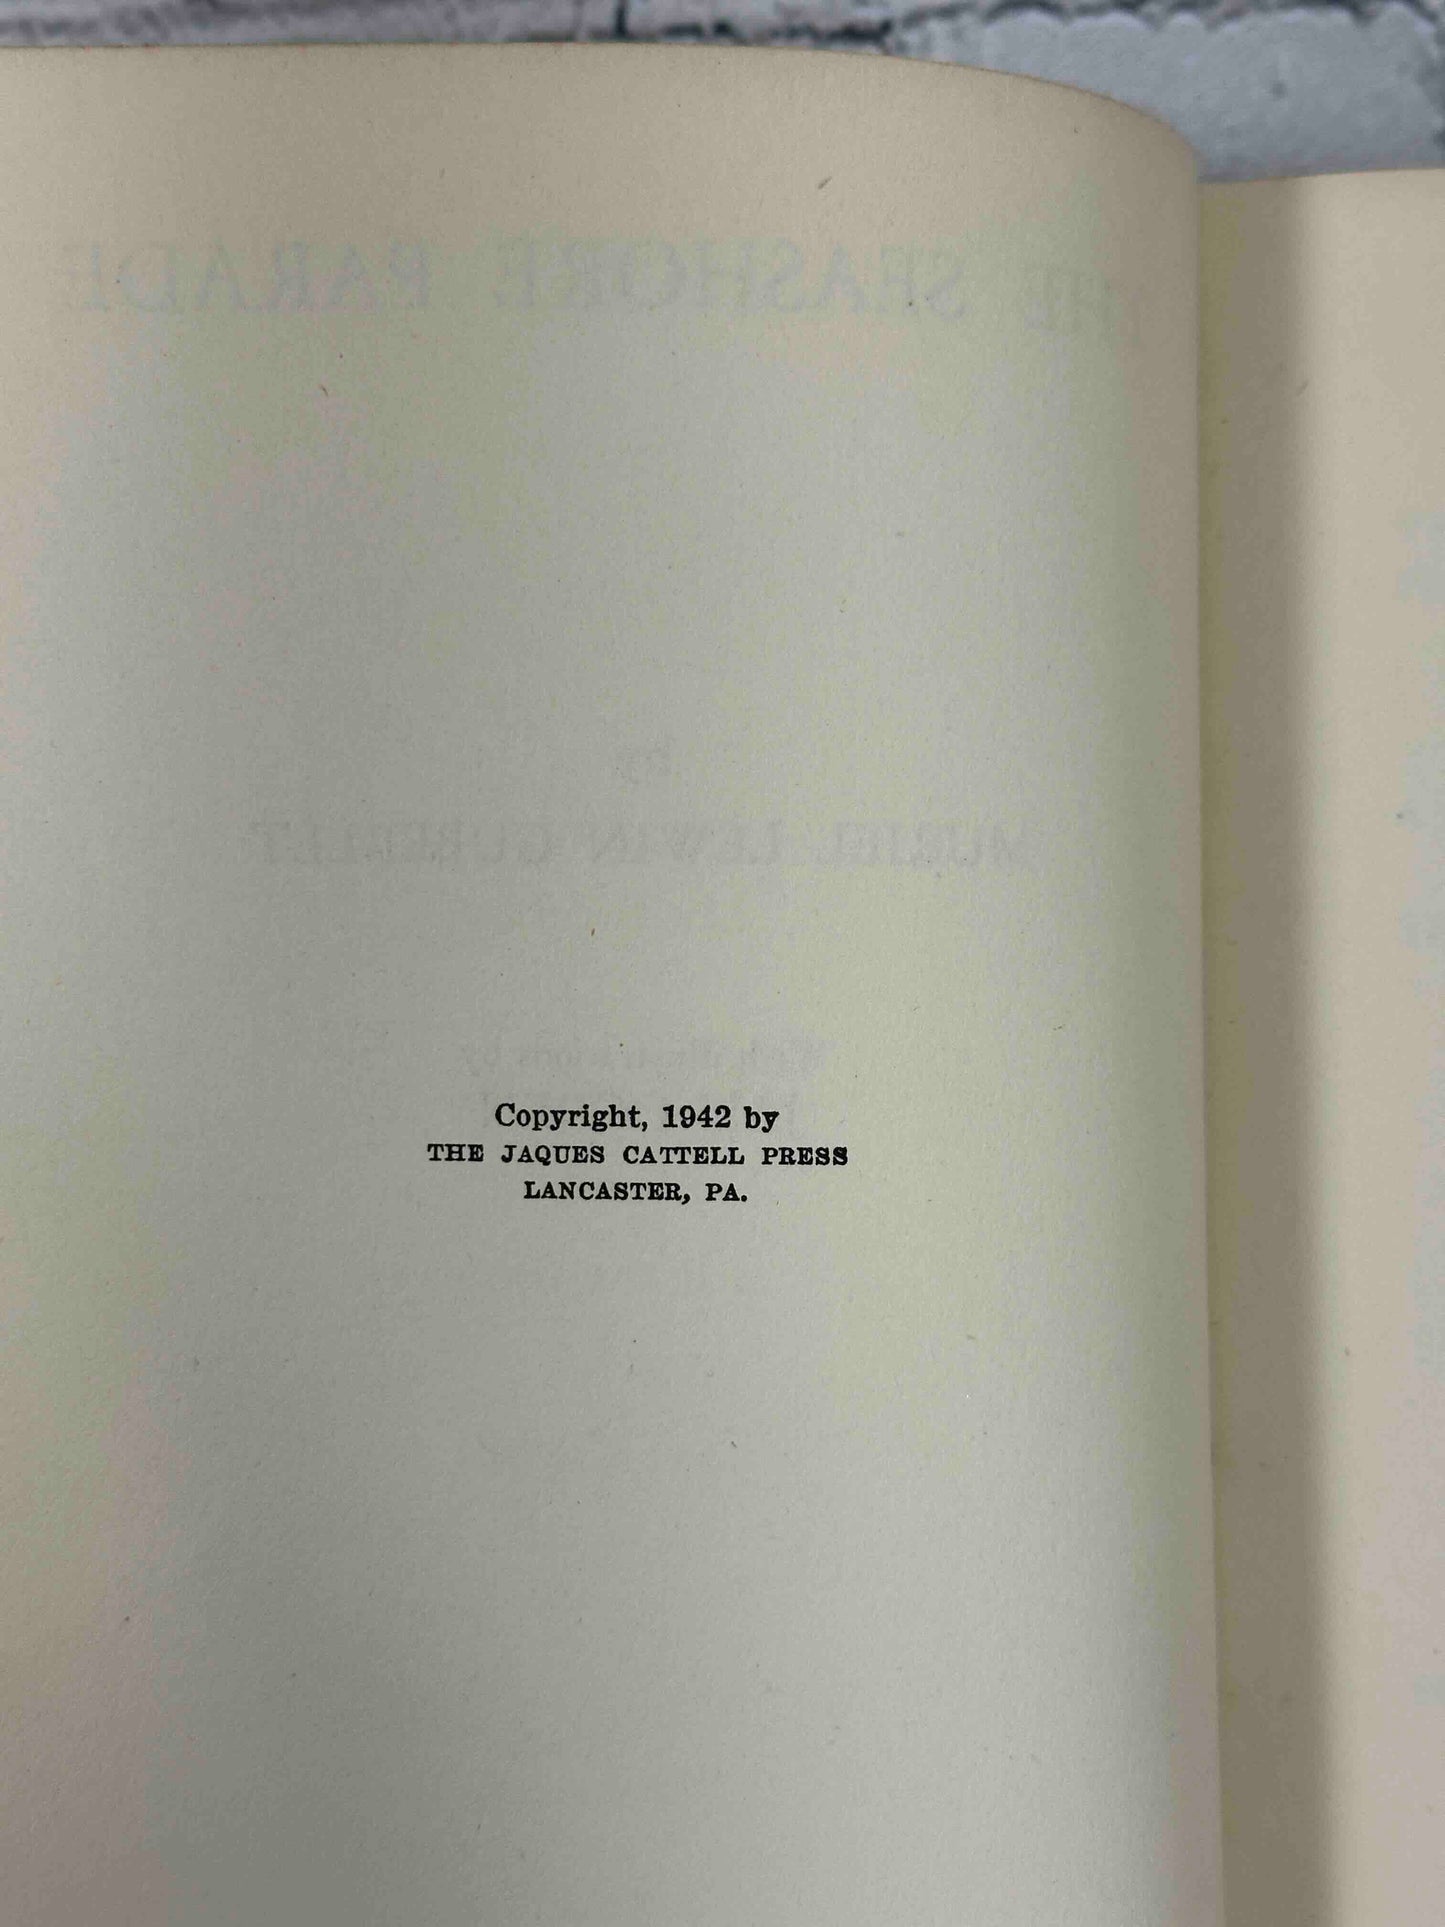 Copyright, 1942 by
THE JAQUES CATTELL PRESS
LANCASTER, PA.